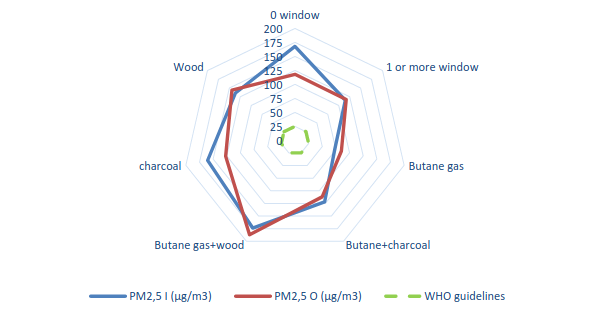 0 window
200
175
150
125
100
75
50
25
0
1 or more window
Butane gas
Butane+charcoal
Butane gas+wood
charcoal
Wood
PM2,5 I (µg/m3)
PM2,5 O (µg/m3)
WHO guidelines